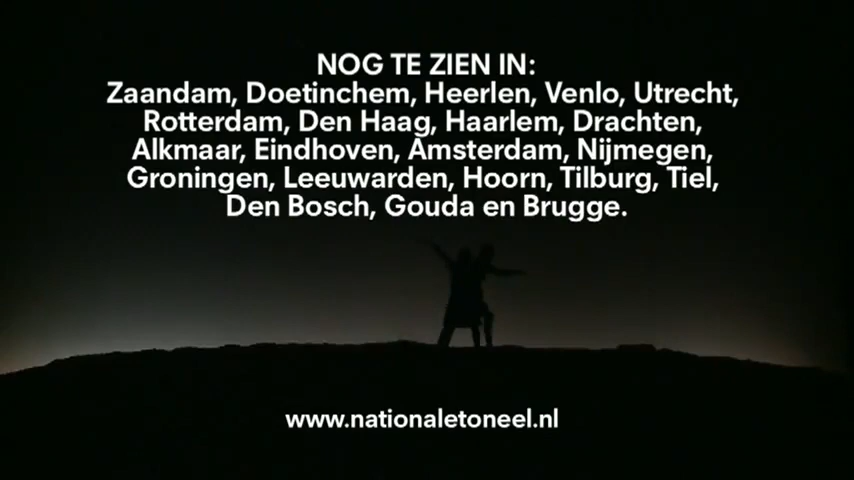 NOG TE ZIEN IN:
Zaandam, Doetinchem, Heerlen, Venlo, Utrecht,
Rotterdam, Den Haag, Haarlem, Drachten,
Alkmaar, Eindhoven, Amsterdam, Nijmegen,
Groningen, Leeuwarden, Hoorn, Tilburg, Tiel,
Den Bosch, Gouda en Brugge.
www.nationaletoneel.nl